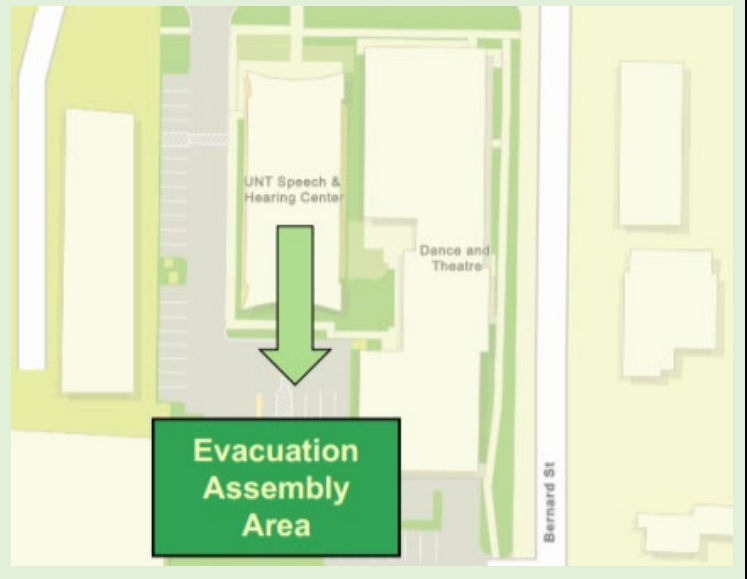 UNT Speech &
Hearing Center
Dance and
Theatre
Evacuation
Assembly
Area
Bernard St